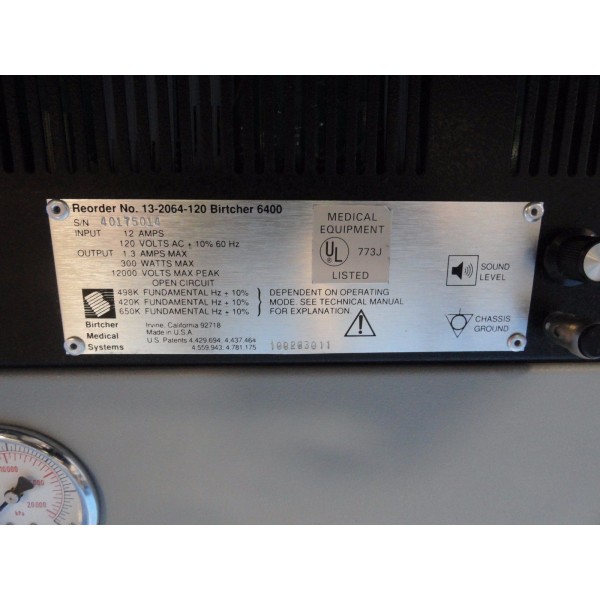 Reorder No. 13-2064-120 Birtcher 6400
S/N 40175014
INPUT 12 AMPS
120 VOLTS AC ± 10% 60 Hz
OUTPUT 1.3 AMPS MAX
300 WATTS MAX
12000 VOLTS MAX PEAK
OPEN CIRCUIT
498K FUNDAMENTAL Hz ± 10%
420K FUNDAMENTAL Hz ± 10%
650K FUNDAMENTAL Hz ± 10%
DEPENDENT ON OPERATING
MODE. SEE TECHNICAL MANUAL
FOR EXPLANATION
Birtcher
Medical
Systems
Irvine, California 92718
Made in U.S.A
U.S. Patents 4.429.694 4.437.464
4.559.943 4.781.175
100283011
MEDICAL
EQUIPMENT
UL 773J
LISTED
SOUND
LEVEL
CHASSIS
GROUND
10000
kPa